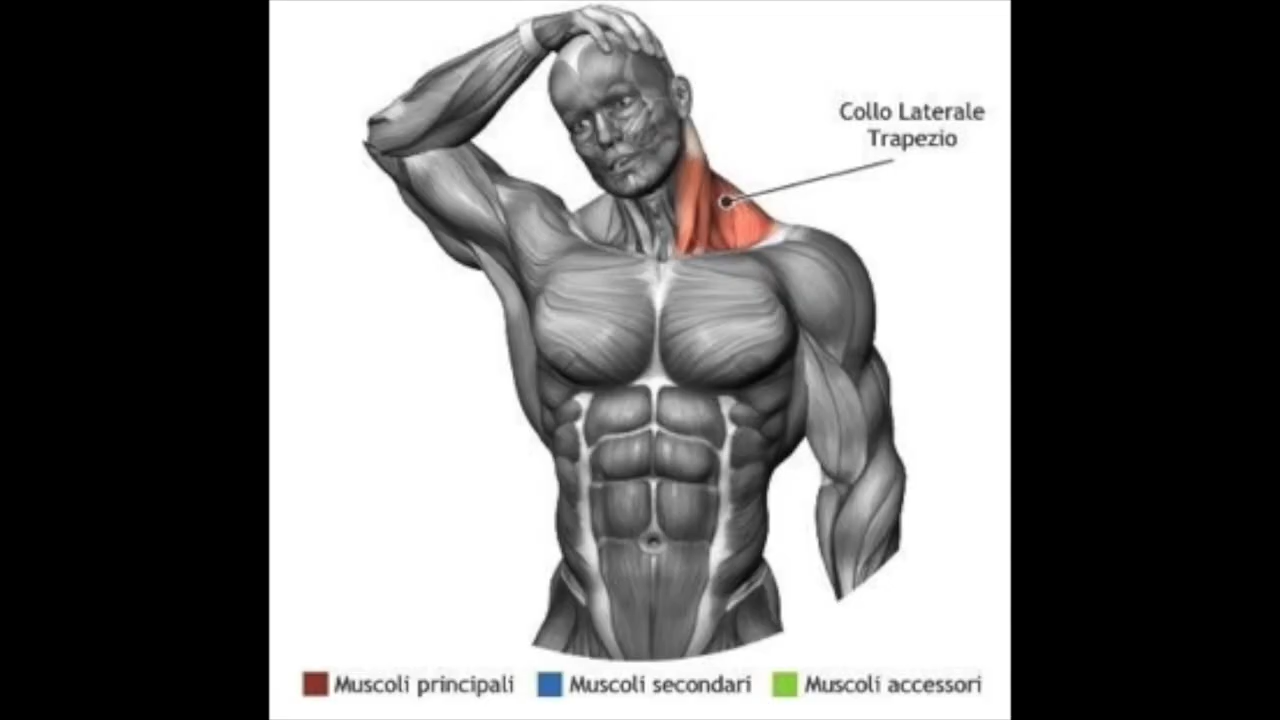 Collo Laterale
Trapezio
Muscoli principali
Muscoli secondari
Muscoli accessori